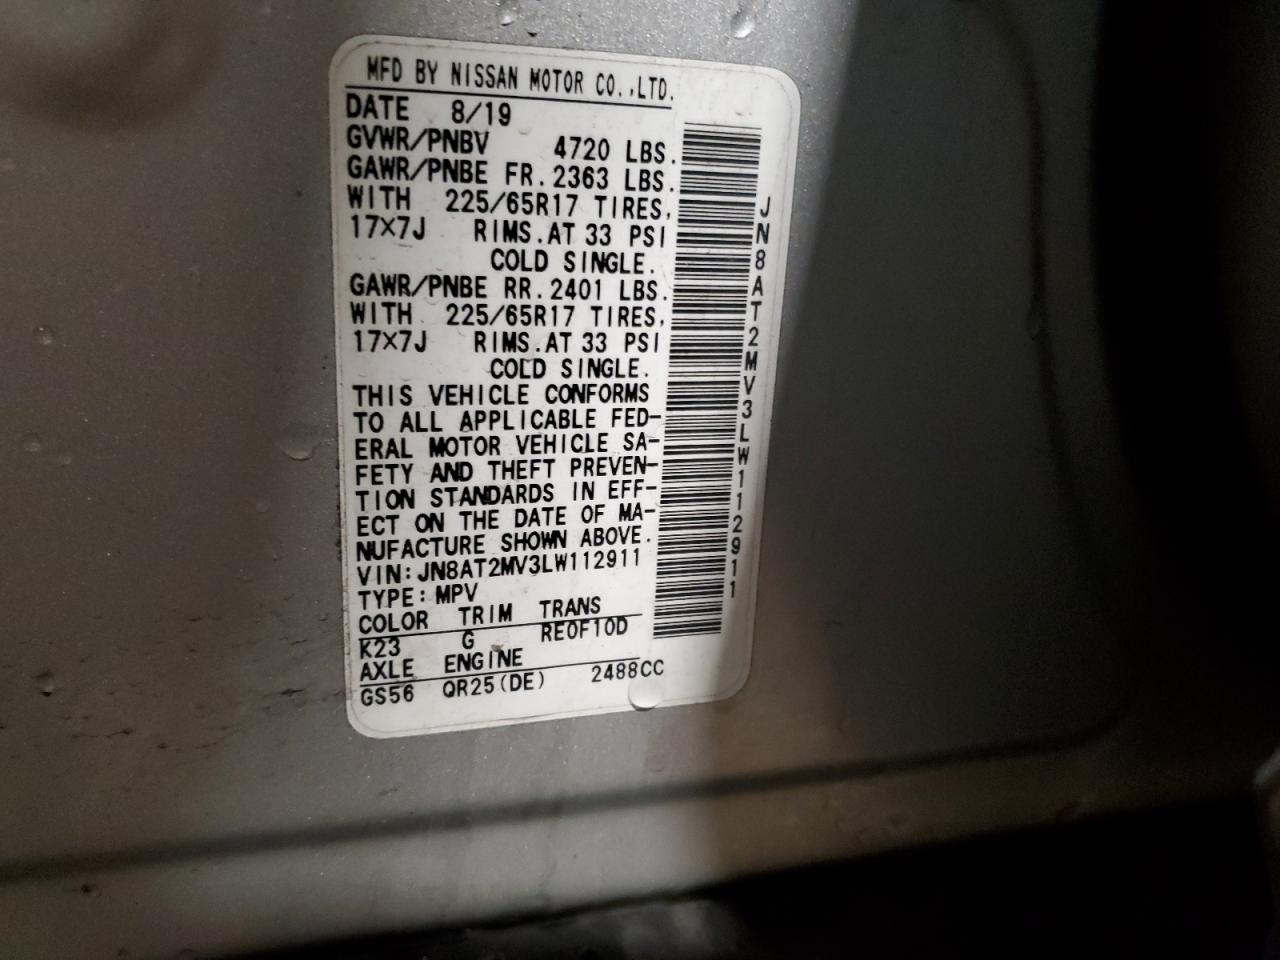 MFD BY NISSAN MOTOR CO.,LTD.
DATE 8/19
GVWR/PNBV 4720 LBS.
GAWR/PNBE FR. 2363 LBS.
WITH 225/65R17 TIRES,
17×7J RIMS. AT 33 PSI
COLD SINGLE.
GAWR/PNBE RR. 2401 LBS.
WITH 225/65R17 TIRES,
17×7J RIMS. AT 33 PSI
COLD SINGLE.
THIS VEHICLE CONFORMS
TO ALL APPLICABLE FED-
ERAL MOTOR VEHICLE SA-
FETY AND THEFT PREVEN-
TION STANDARDS IN EFF-
ECT ON THE DATE OF MA-
NUFACTURE SHOWN ABOVE.
VIN: JN8AT2MV3LW112911
TYPE: MPV
COLOR TRIM TRANS
K23 G RE0F10D
AXLE ENGINE
GS56 QR25(DE) 2488CC
JN8AT2MV3LW112911